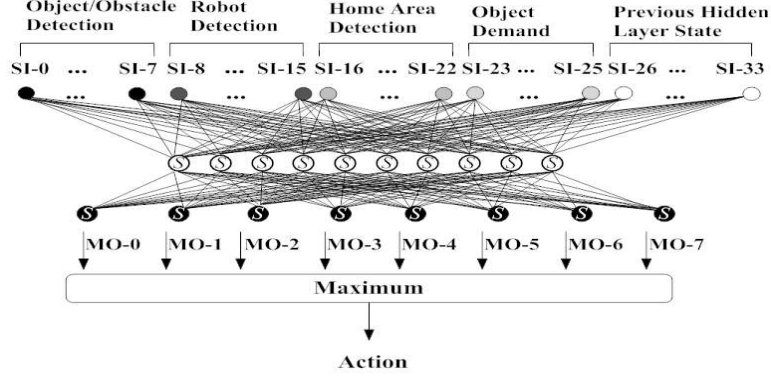 Object/Obstacle Detection
Robot Detection
Home Area Detection
Object Demand
Previous Hidden Layer State
SI-0 ... SI-7 SI-8 ... SI-15 SI-16 ... SI-22 SI-23 ... SI-25 SI-26 ... SI-33
... ... ... ... ...
S S S S S S S S S S
S S S S S S S S
MO-0 MO-1 MO-2 MO-3 MO-4 MO-5 MO-6 MO-7
Maximum
Action